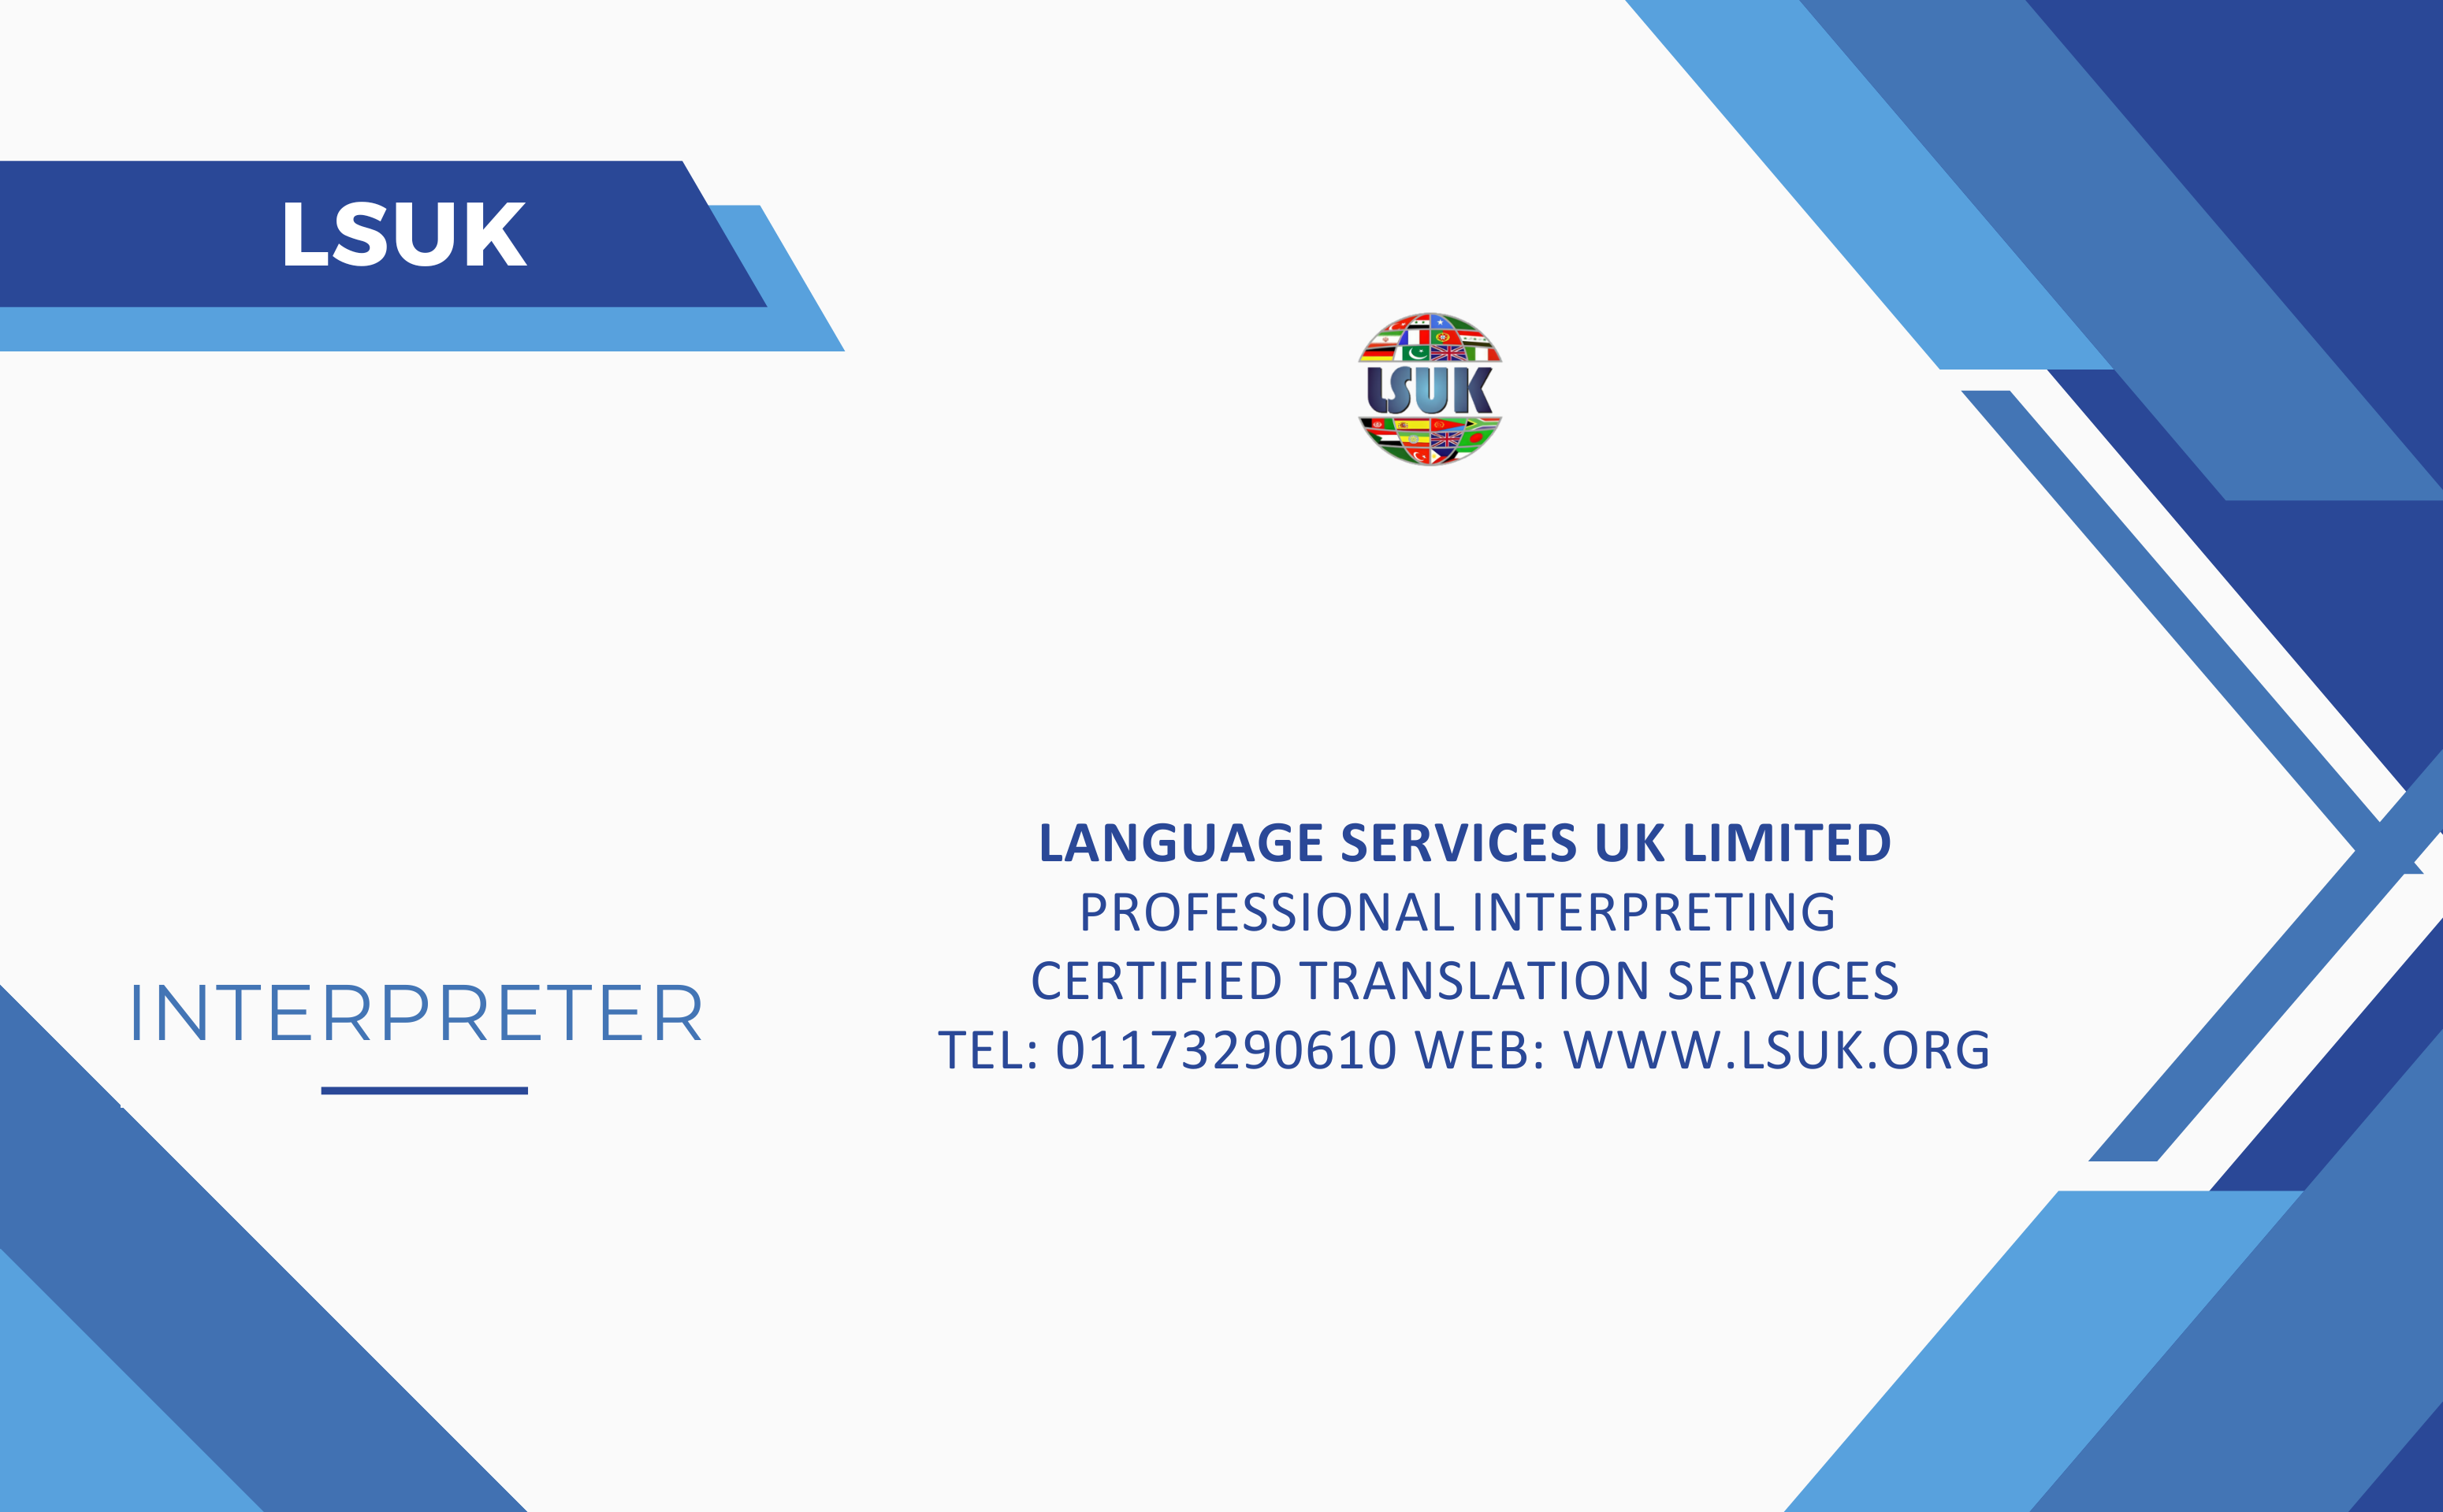 LSUK
LSUK
INTERPRETER
LANGUAGE SERVICES UK LIMITED
PROFESSIONAL INTERPRETING
CERTIFIED TRANSLATION SERVICES
TEL: 01173290610 WEB: WWW.LSUK.ORG